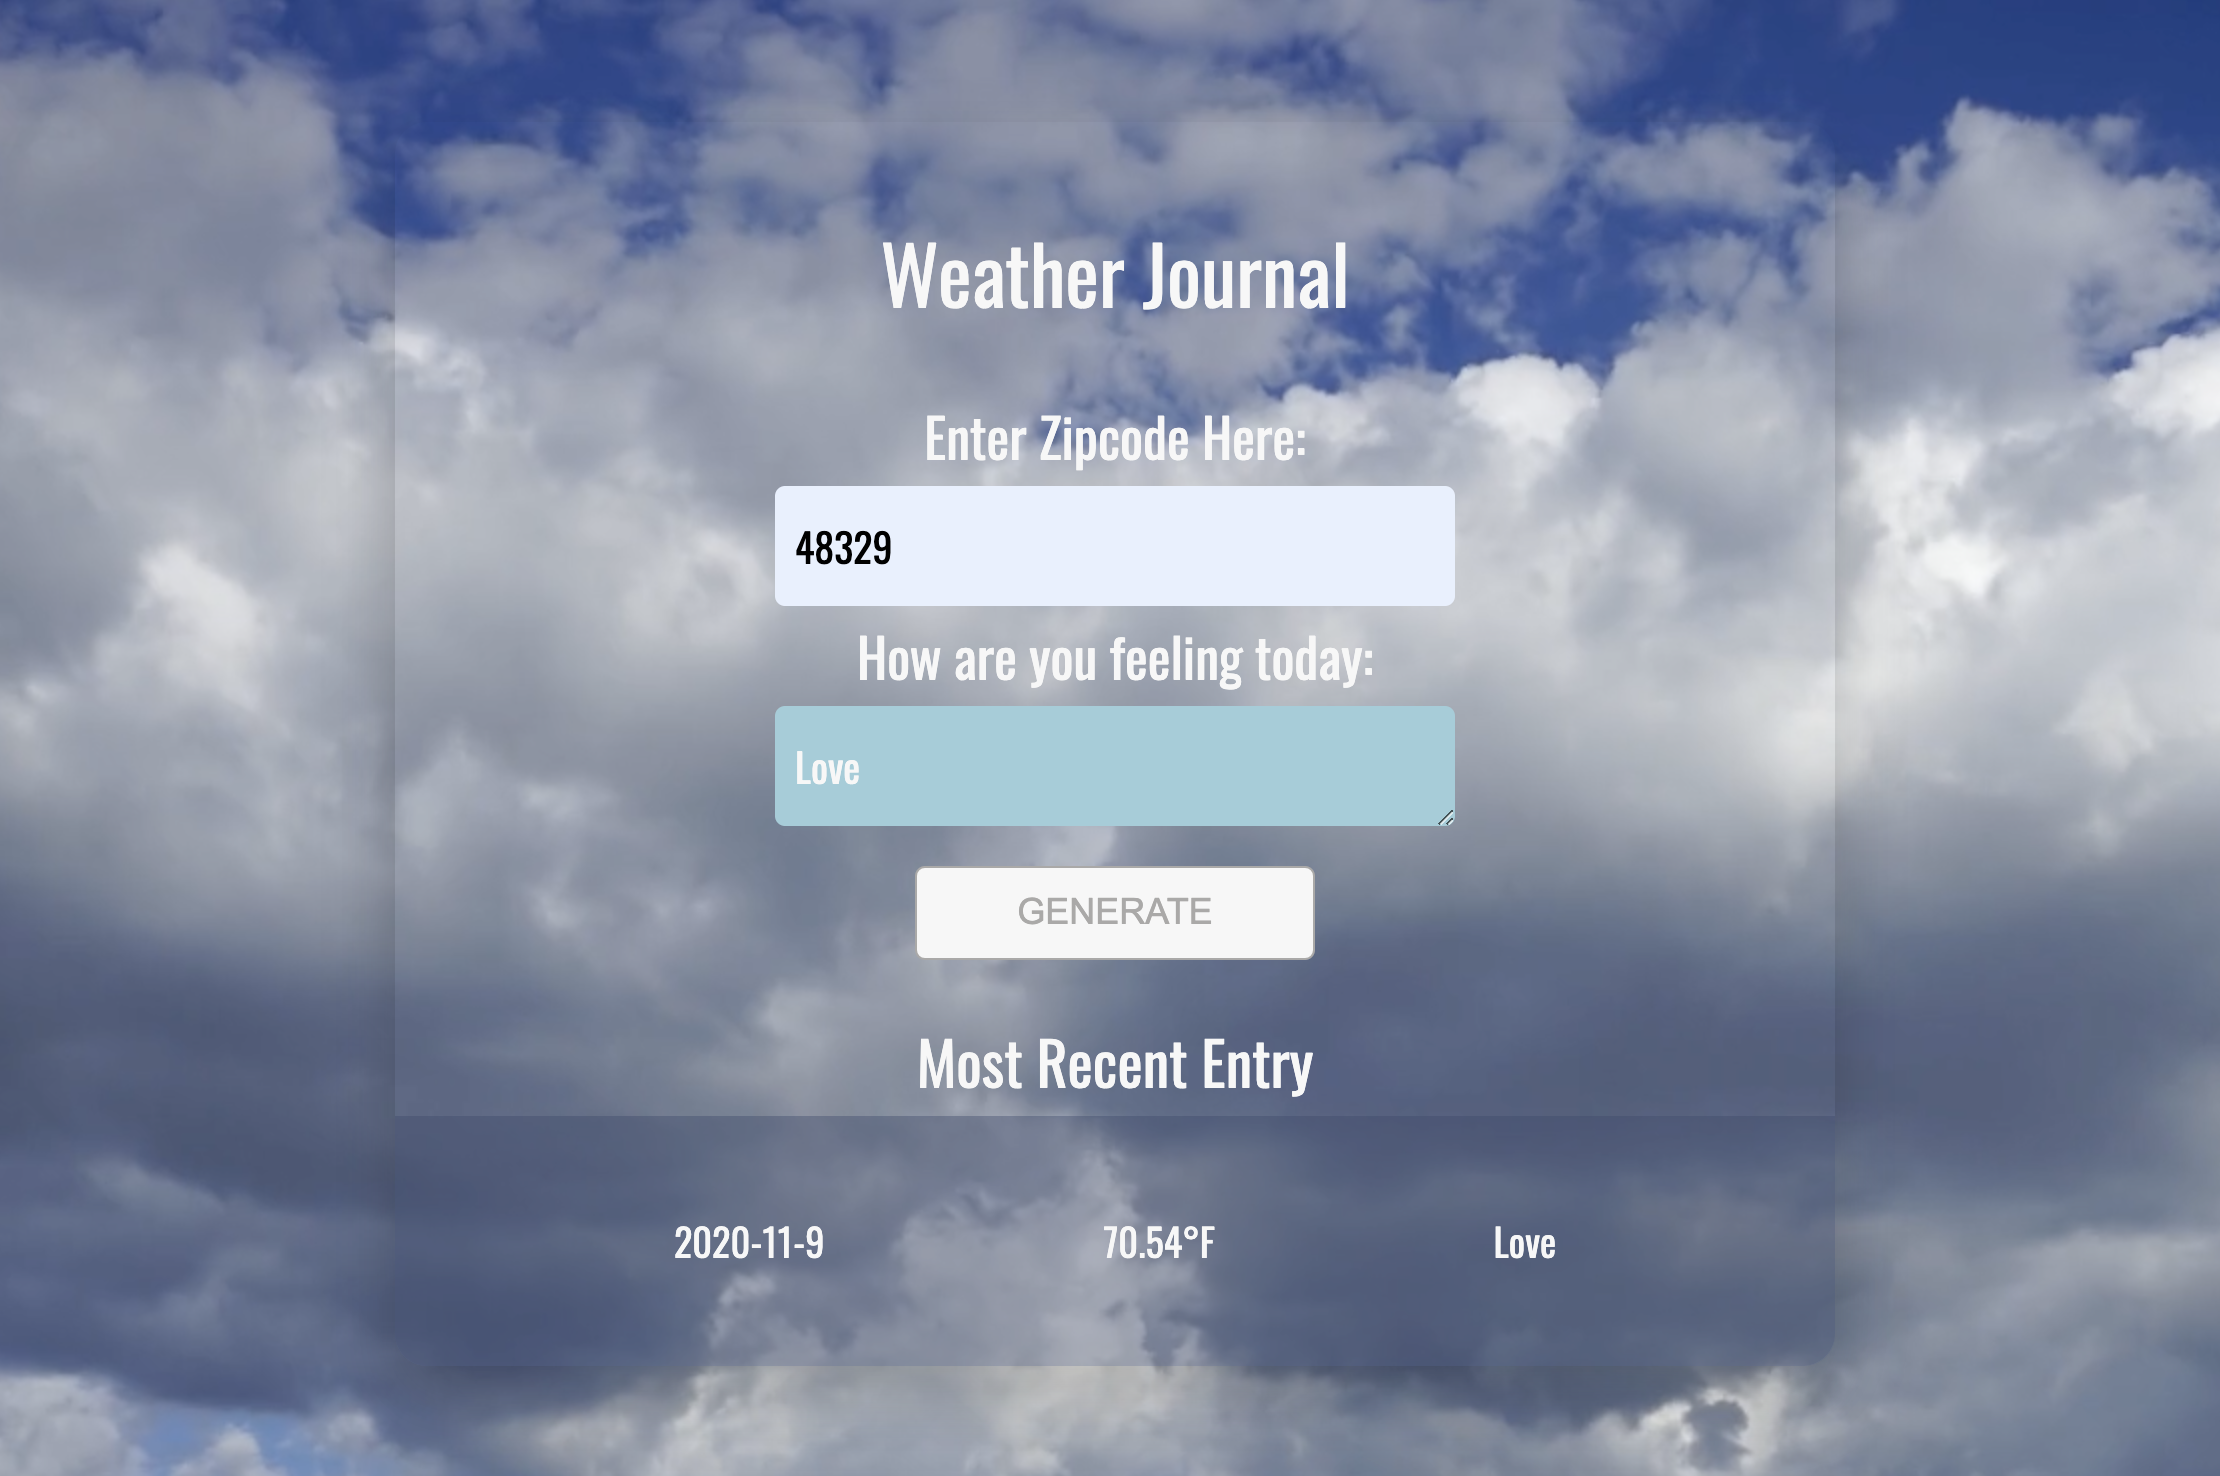 Weather Journal
Enter Zipcode Here:
48329
How are you feeling today:
Love
GENERATE
Most Recent Entry
2020-11-9 70.54°F Love